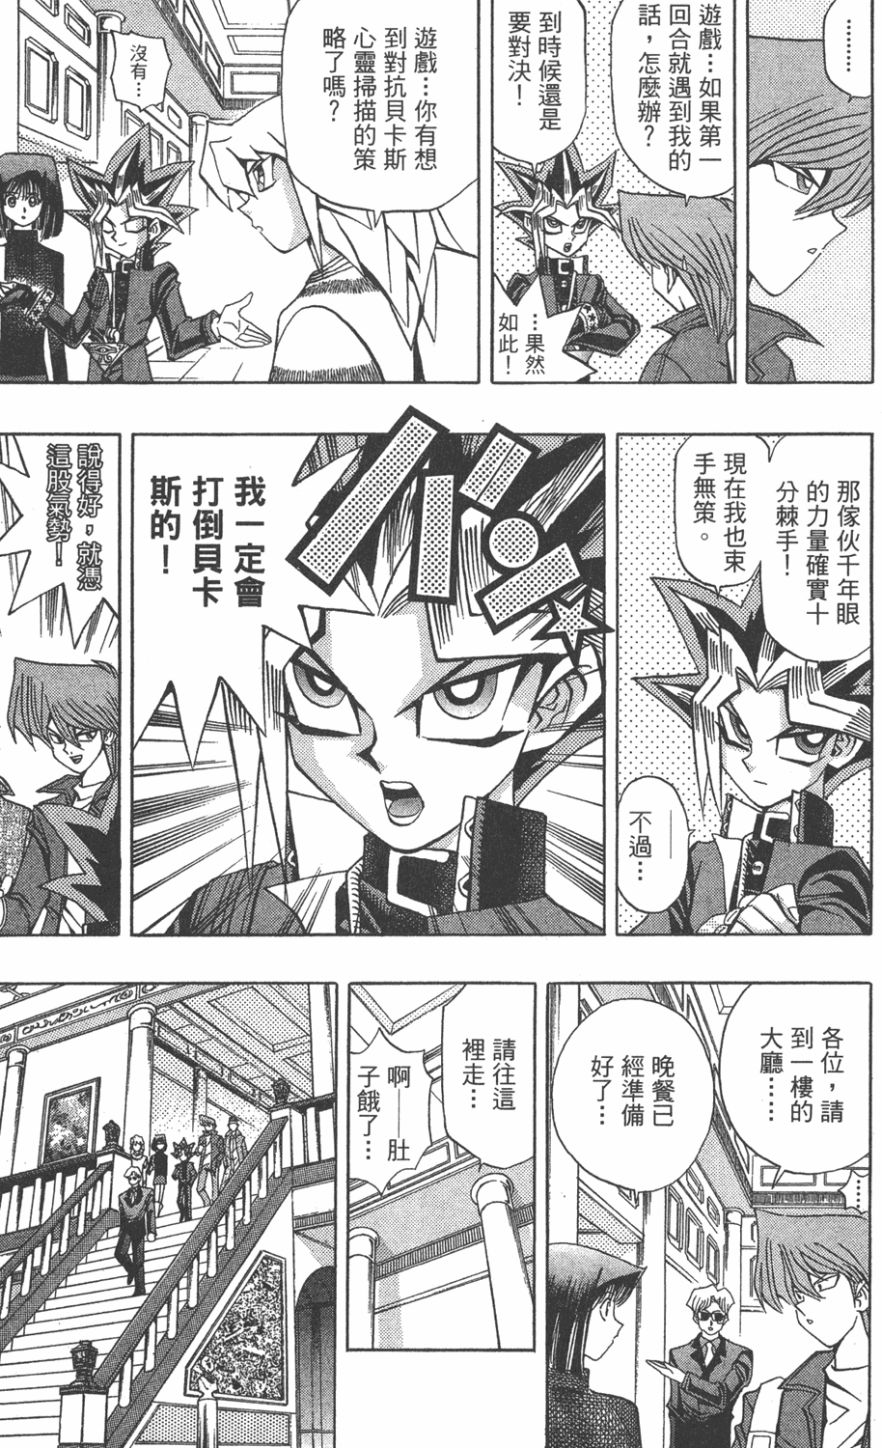 ………
遊戲…如果第一
回合就遇到我的
話，怎麼辦？
到時候還是
要對決！
…果然
如此！
遊戲…你有想
到對抗貝卡斯
心靈掃描的策
略了嗎？
沒有…
那傢伙千年眼
的力量確實十
分棘手！
現在我也束
手無策。
不過—…
バン！
我一定會
打倒貝卡
斯的！
說得好，就憑
這股氣勢！
各位，請
到一樓的
大廳……
晚餐已
經準備
好了…
……
請往這
裡走…
啊—肚
子餓了…